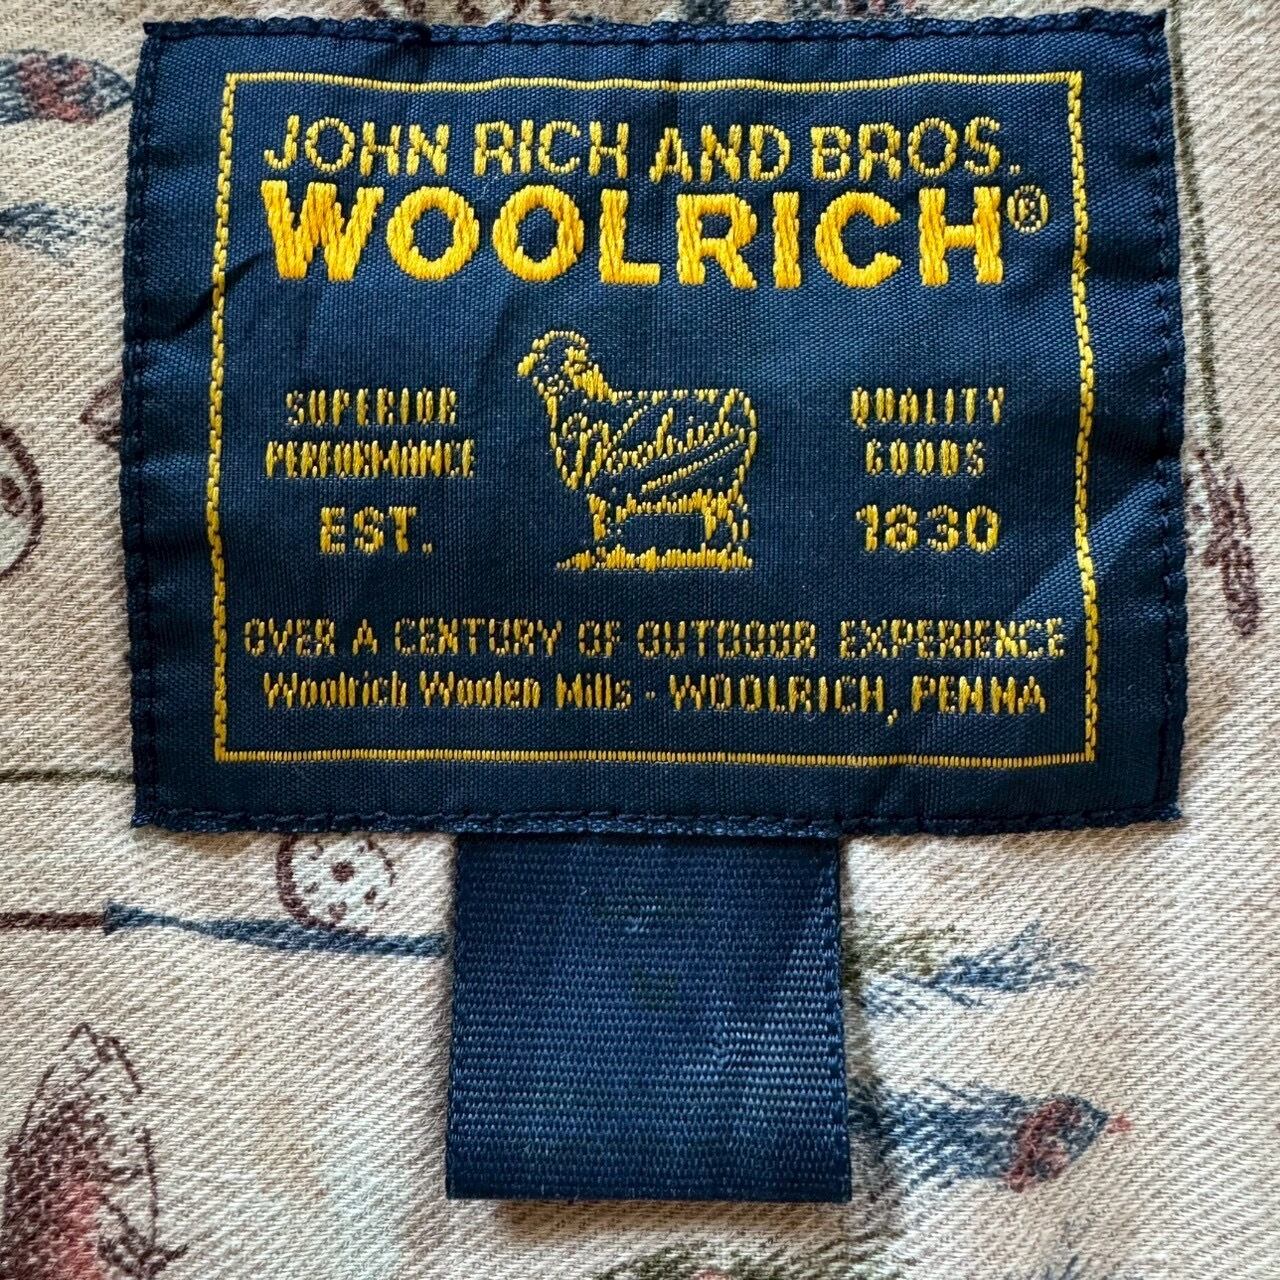 JOHN RICH AND BROS.
WOOLRICH®
SUPERIOR
PERFORMANCE
EST.
Woolrich
QUALITY
GOODS
1830
OVER A CENTURY OF OUTDOOR EXPERIENCE
Woolrich Woolen Mills - WOOLRICH, PENNA